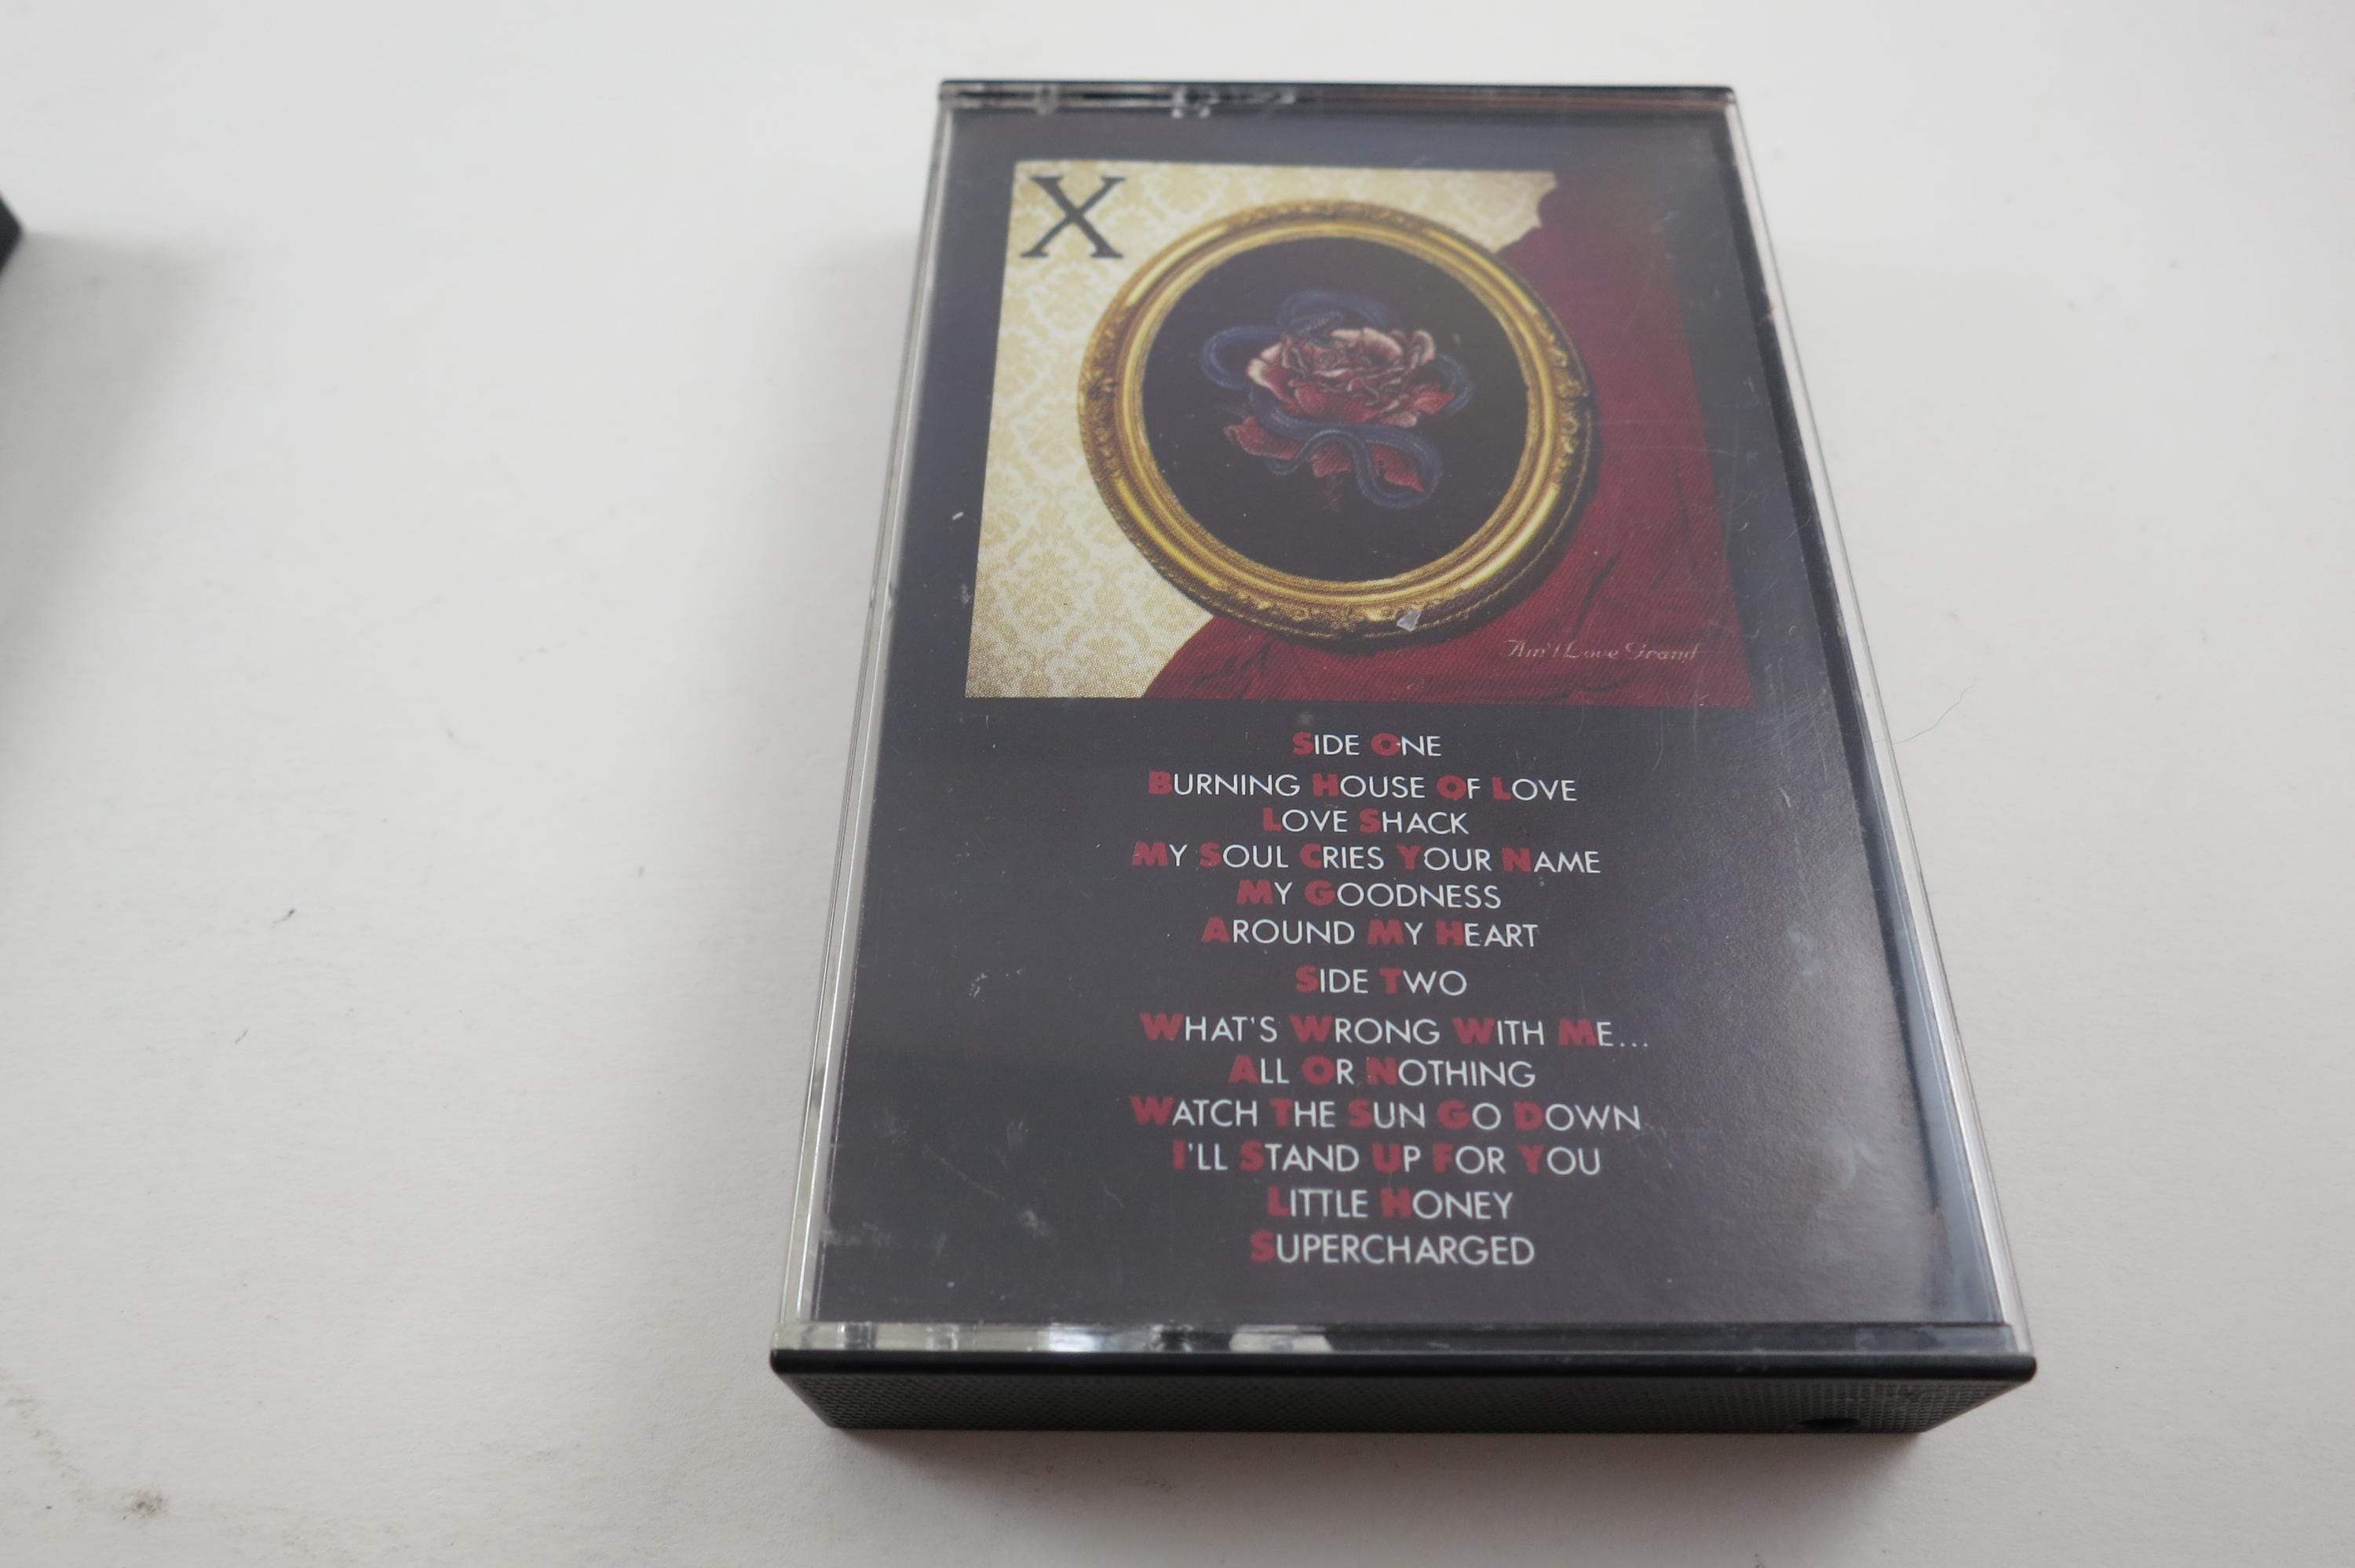 X
Ain't Love Grand
SIDE ONE
BURNING HOUSE OF LOVE
LOVE SHACK
MY SOUL CRIES YOUR NAME
MY GOODNESS
AROUND MY HEART
SIDE TWO
WHAT'S WRONG WITH ME...
ALL OR NOTHING
WATCH THE SUN GO DOWN
I'LL STAND UP FOR YOU
LITTLE HONEY
SUPERCHARGED